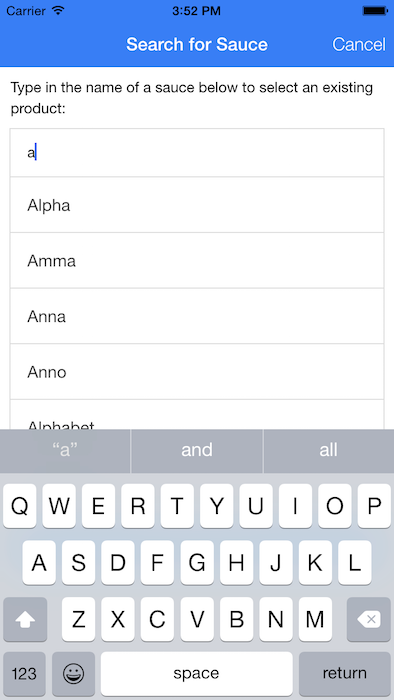 Carrier 3:52 PM
Search for Sauce Cancel
Type in the name of a sauce below to select an existing
product:
a
Alpha
Amma
Anna
Anno
Alphabet
“a” and all
Q W E R T Y U I O P
A S D F G H J K L
Z X C V B N M
123 space return